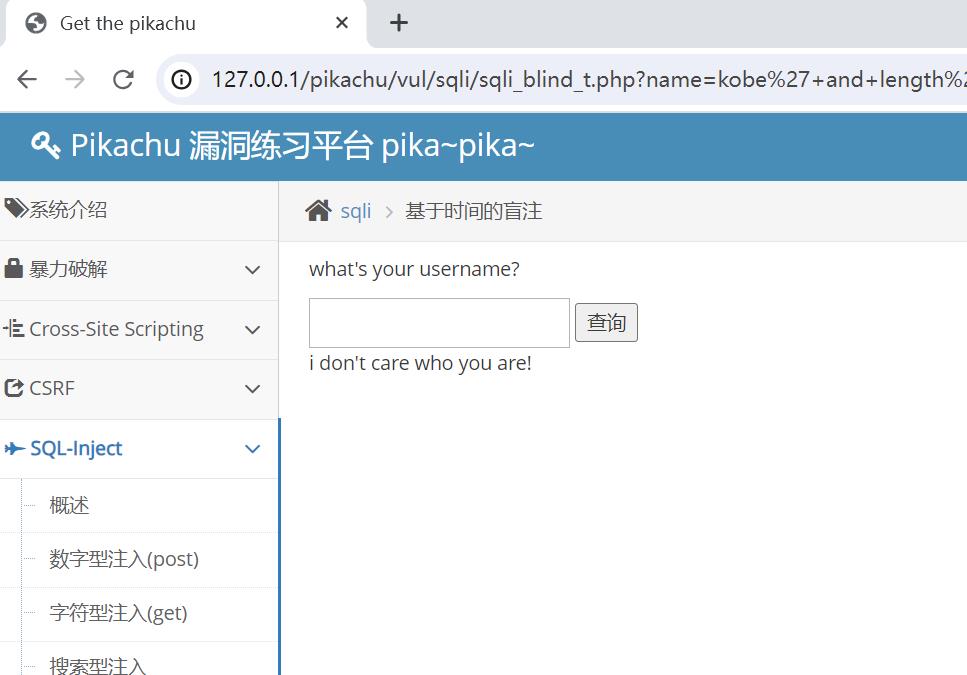 Get the pikachu
127.0.0.1/pikachu/vul/sqli/sqli_blind_t.php?name=kobe%27+and+length%2
Pikachu 漏洞练习平台 pika~pika~
系统介绍
sqli > 基于时间的盲注
what's your username?
暴力破解
查询
Cross-Site Scripting
i don't care who you are!
CSRF
SQL-Inject
概述
数字型注入(post)
字符型注入(get)
搜索型注入